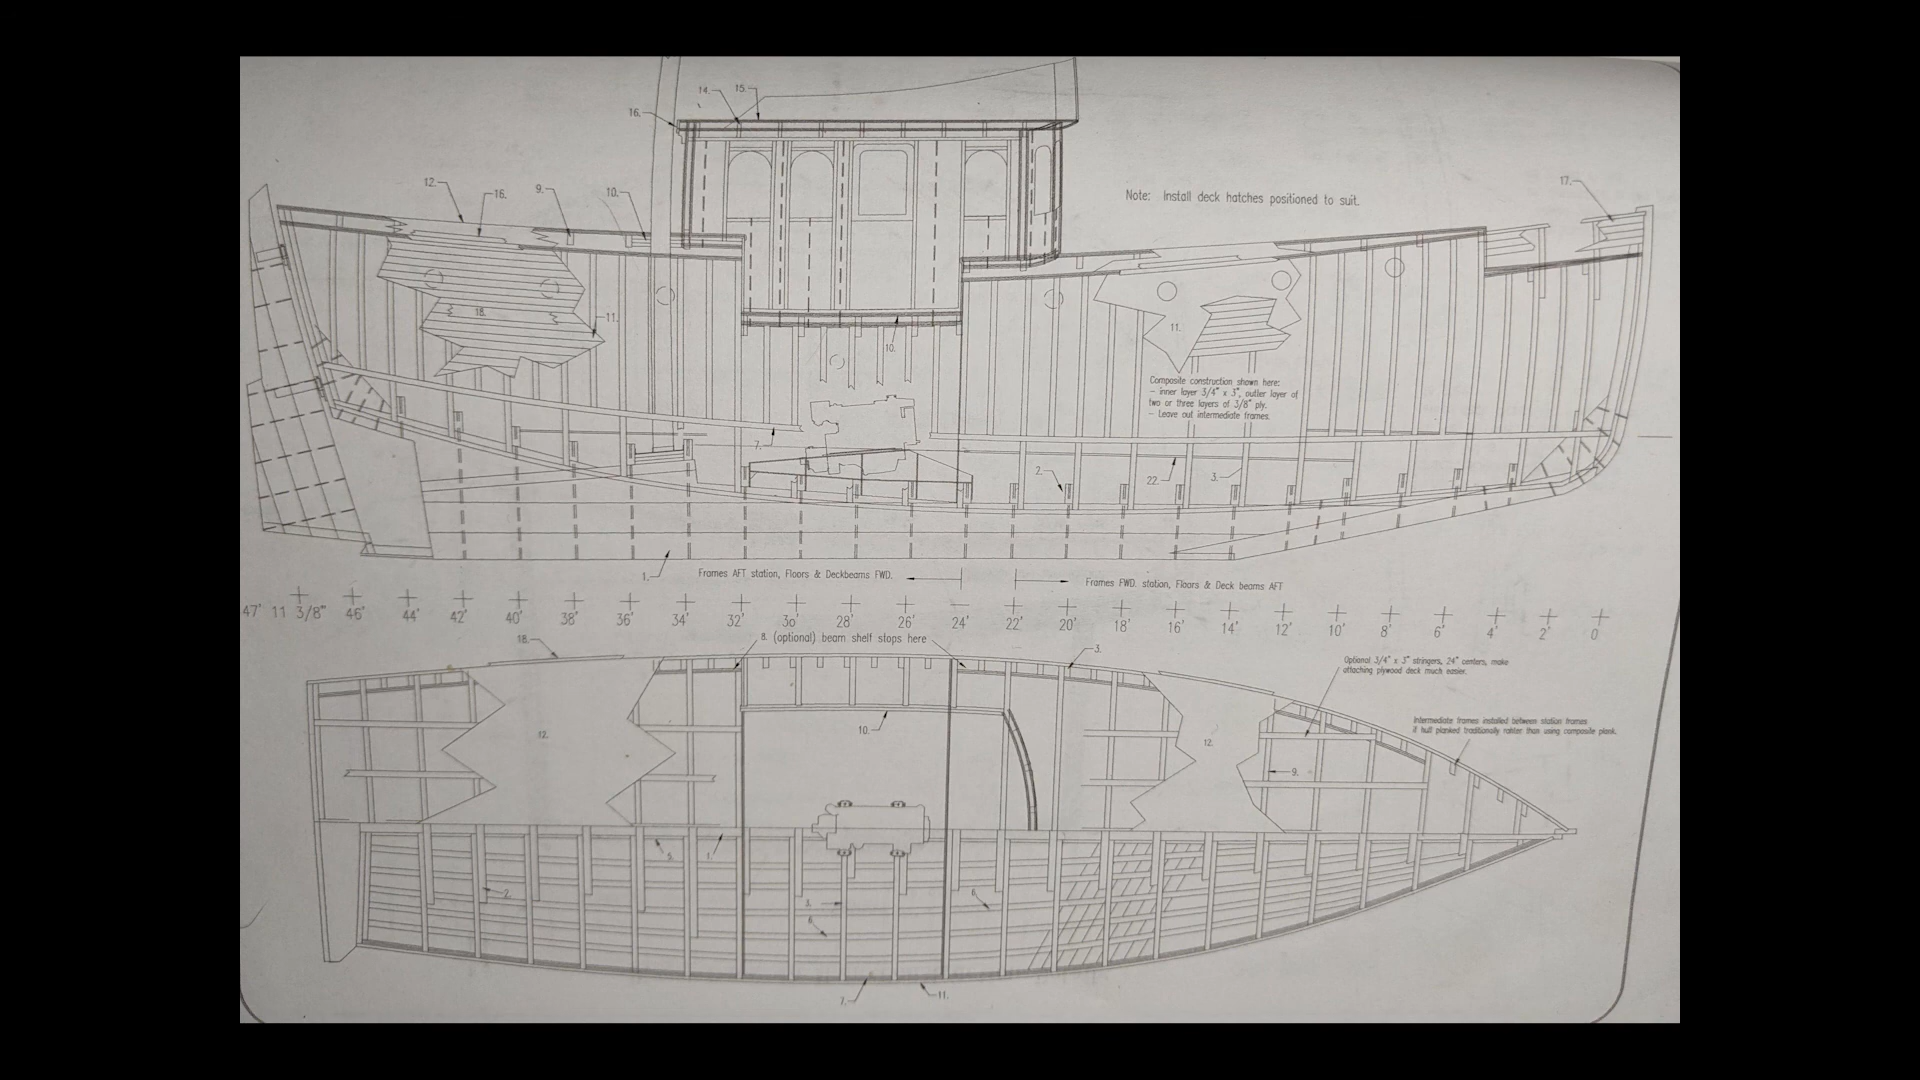 14.
15.
16.
17.
12.
16.
9.
10.
Note: Install deck hatches positioned to suit.
18.
11.
10.
11.
Composite construction shown here:
- inner layer 3/4" x 3", outter layer of
two or three layers of 3/8" ply.
- Leave out intermediate frames.
7.
2.
22.
3.
1.
Frames AFT station, Floors & Deckbeams FWD.
Frames FWD. station, Floors & Deck beams AFT
47' 11 3/8" 46' 44' 42' 40' 38' 36' 34' 32' 30' 28' 26' 24' 22' 20' 18' 16' 14' 12' 10' 8' 6' 4' 2' 0
18.
8. (optional) beam shelf stops here
3.
Optional 3/4" x 3" stringers, 24" centers, make
attaching plywood deck much easier.
Intermediate frames installed between station frames
if hull planked traditionally rahter than using composite plank.
12.
10.
12.
9.
5.
1.
2.
3.
6.
6.
7.
11.